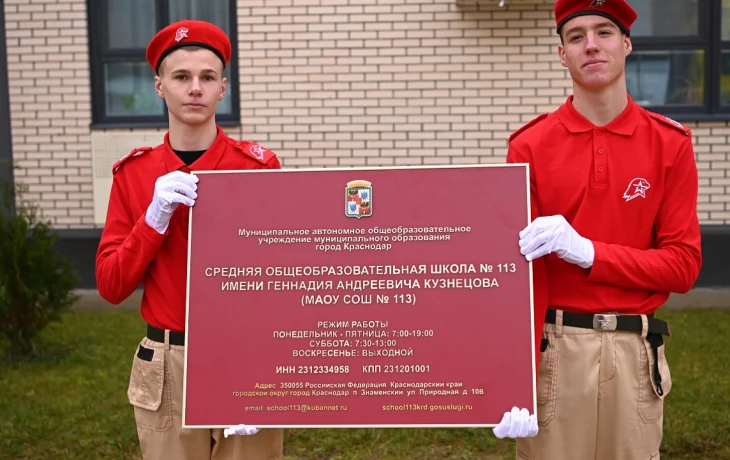 Муниципальное автономное общеобразовательное
учреждение муниципального образования
город Краснодар
СРЕДНЯЯ ОБЩЕОБРАЗОВАТЕЛЬНАЯ ШКОЛА № 113
ИМЕНИ ГЕННАДИЯ АНДРЕЕВИЧА КУЗНЕЦОВА
(МАОУ СОШ № 113)
РЕЖИМ РАБОТЫ
ПОНЕДЕЛЬНИК - ПЯТНИЦА: 7:00-19:00
СУББОТА: 7:30-13:00
ВОСКРЕСЕНЬЕ: ВЫХОДНОЙ
ИНН 2312334958 КПП 231201001
Адрес: 350055 Российская Федерация Краснодарский край
городской округ город Краснодар п Знаменский ул Природная д 10В
email: school113@kubannet.ru school113krd.gosuslugi.ru